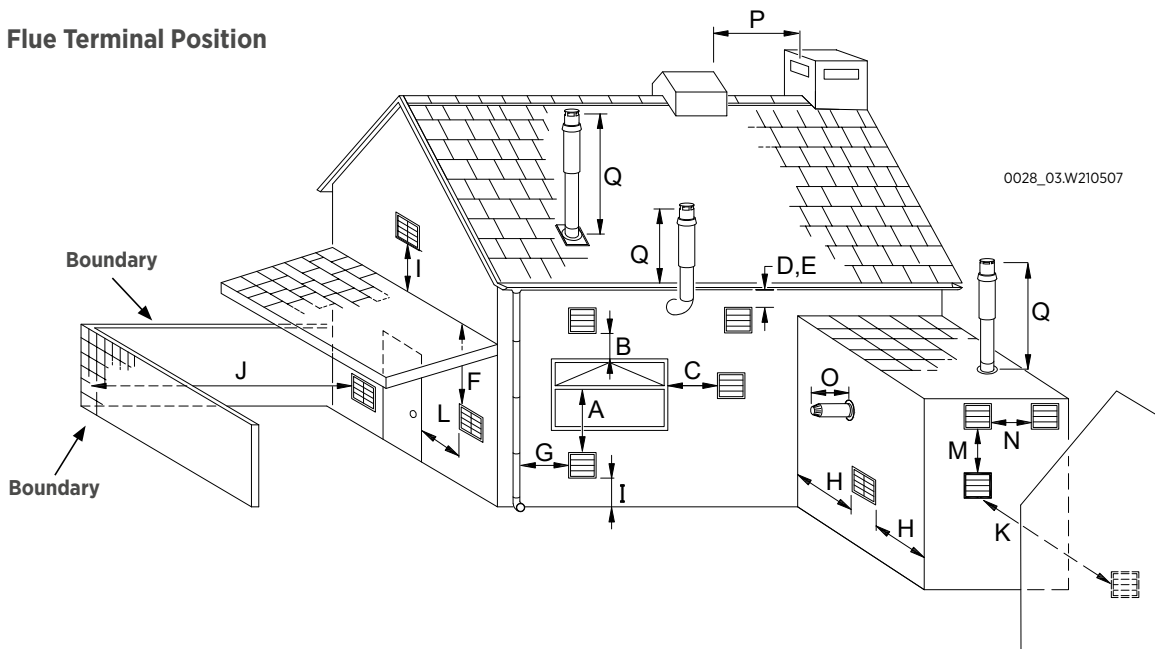 Flue Terminal Position
P
Q
0028_03.W210507
Q
D,E
I
Boundary
Q
B
J
C
O
F
A
N
L
M
G
H
I
H
K
Boundary